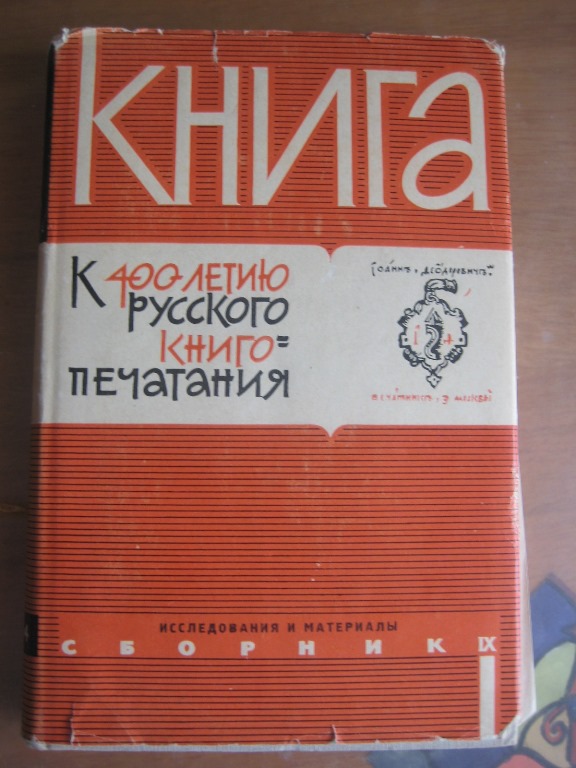 Книга
К 400-летию
русского
книго=
печатания
ИССЛЕДОВАНИЯ И МАТЕРИАЛЫ
СБОРНИК IX